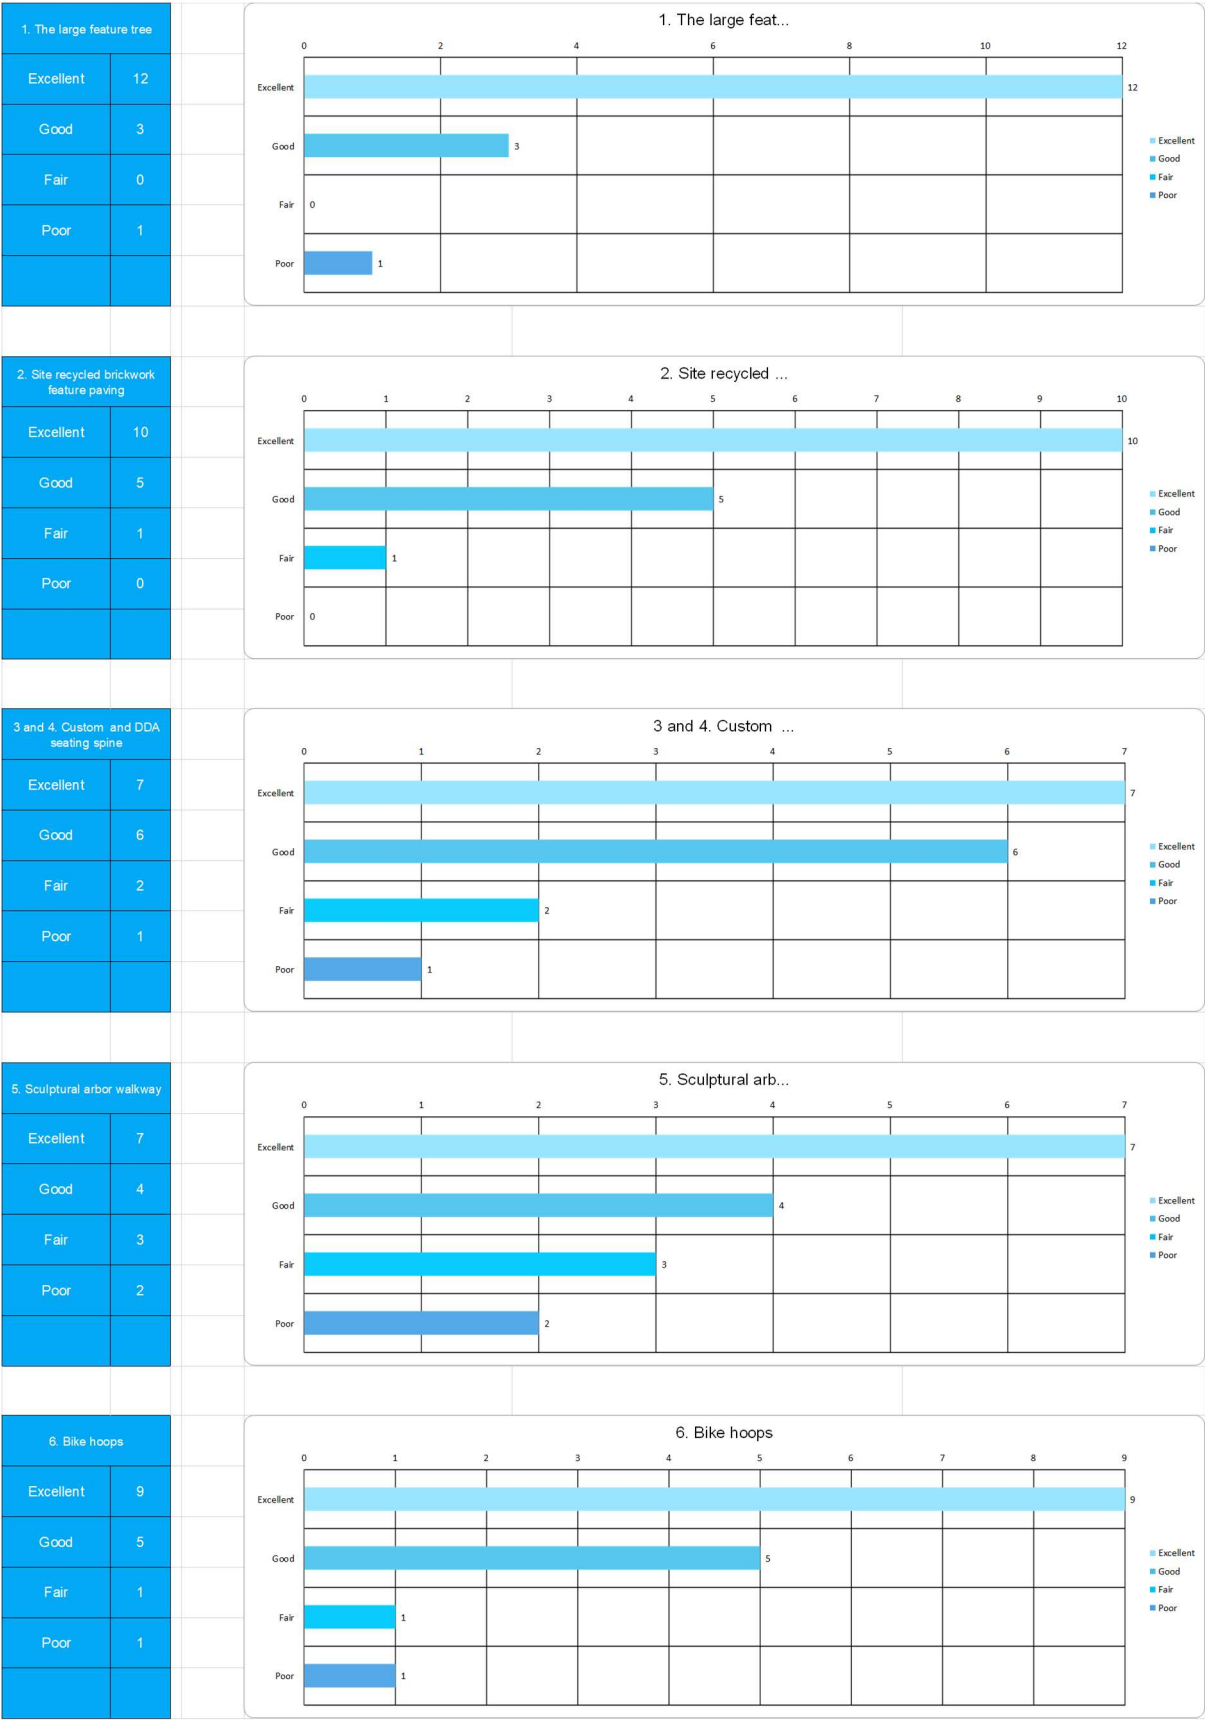 1. The large feature tree
Excellent 12
Good 3
Fair 0
Poor 1
1. The large feat...
0 2 4 6 8 10 12
Excellent 12
Good 3
Fair 0
Poor 1
Excellent
Good
Fair
Poor
2. Site recycled brickwork
feature paving
Excellent 10
Good 5
Fair 1
Poor 0
2. Site recycled ...
0 1 2 3 4 5 6 7 8 9 10
Excellent 10
Good 5
Fair 1
Poor 0
Excellent
Good
Fair
Poor
3 and 4. Custom and DDA
seating spine
Excellent 7
Good 6
Fair 2
Poor 1
3 and 4. Custom ...
0 1 2 3 4 5 6 7
Excellent 7
Good 6
Fair 2
Poor 1
Excellent
Good
Fair
Poor
5. Sculptural arbor walkway
Excellent 7
Good 4
Fair 3
Poor 2
5. Sculptural arb...
0 1 2 3 4 5 6 7
Excellent 7
Good 4
Fair 3
Poor 2
Excellent
Good
Fair
Poor
6. Bike hoops
Excellent 9
Good 5
Fair 1
Poor 1
6. Bike hoops
0 1 2 3 4 5 6 7 8 9
Excellent 9
Good 5
Fair 1
Poor 1
Excellent
Good
Fair
Poor